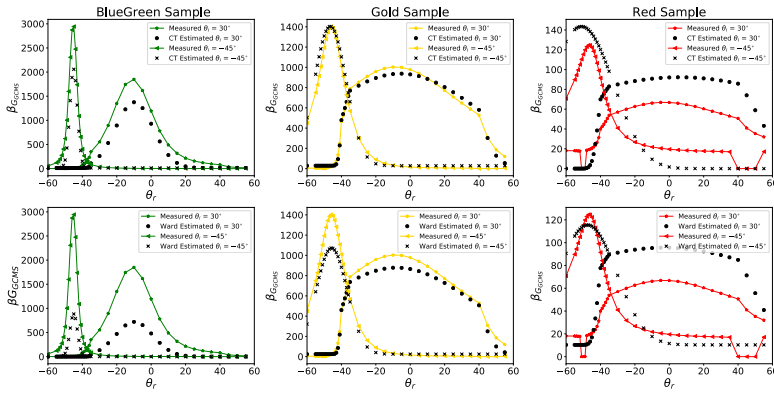 BlueGreen Sample
Gold Sample
Red Sample
3000
2500
2000
1500
1000
500
0
β_GGCMS
Measured θi = 30°
CT Estimated θi = 30°
Measured θi = −45°
CT Estimated θi = −45°
−60 −40 −20 0 20 40 60
θr
1400
1200
1000
800
600
400
200
0
Measured θi = 30°
CT Estimated θi = 30°
Measured θi = −45°
CT Estimated θi = −45°
−60 −40 −20 0 20 40 60
θr
140
120
100
80
60
40
20
0
Measured θi = 30°
CT Estimated θi = 30°
Measured θi = −45°
CT Estimated θi = −45°
−60 −40 −20 0 20 40 60
θr
BlueGreen Sample
Gold Sample
Red Sample
3000
2500
2000
1500
1000
500
0
β_GGCMS
Measured θi = 30°
Ward Estimated θi = 30°
Measured θi = −45°
Ward Estimated θi = −45°
−60 −40 −20 0 20 40 60
θr
1400
1200
1000
800
600
400
200
0
Measured θi = 30°
Ward Estimated θi = 30°
Measured θi = −45°
Ward Estimated θi = −45°
−60 −40 −20 0 20 40 60
θr
120
100
80
60
40
20
0
Measured θi = 30°
Ward Estimated θi = 30°
Measured θi = −45°
Ward Estimated θi = −45°
−60 −40 −20 0 20 40 60
θr